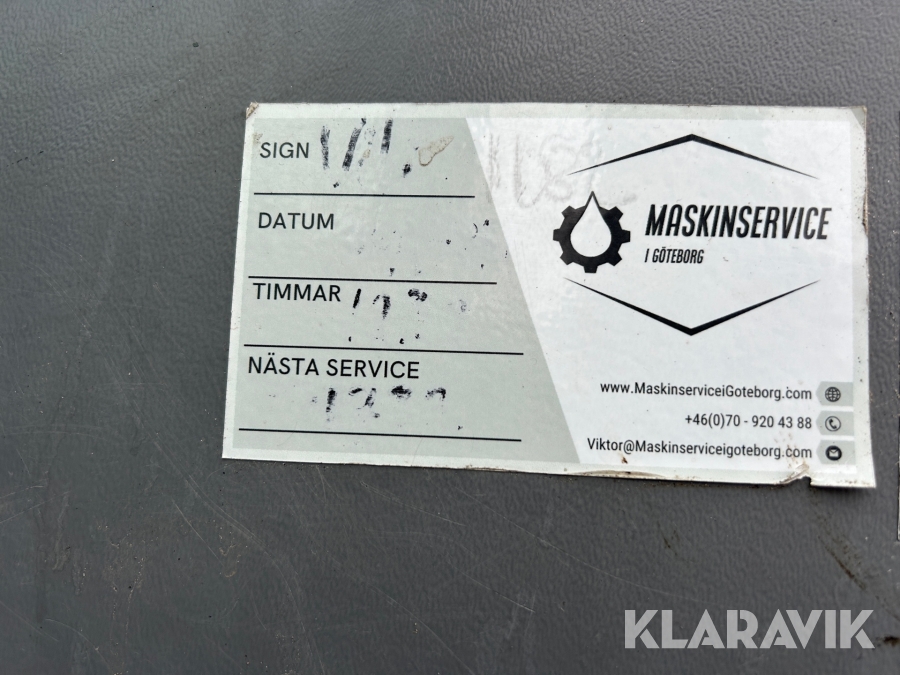 SIGN
DATUM
TIMMAR
NÄSTA SERVICE
MASKINSERVICE
I GÖTEBORG
www.MaskinserviceiGoteborg.com
+46(0)70 - 920 43 88
Viktor@Maskinserviceigoteborg.com
KLARAVIK